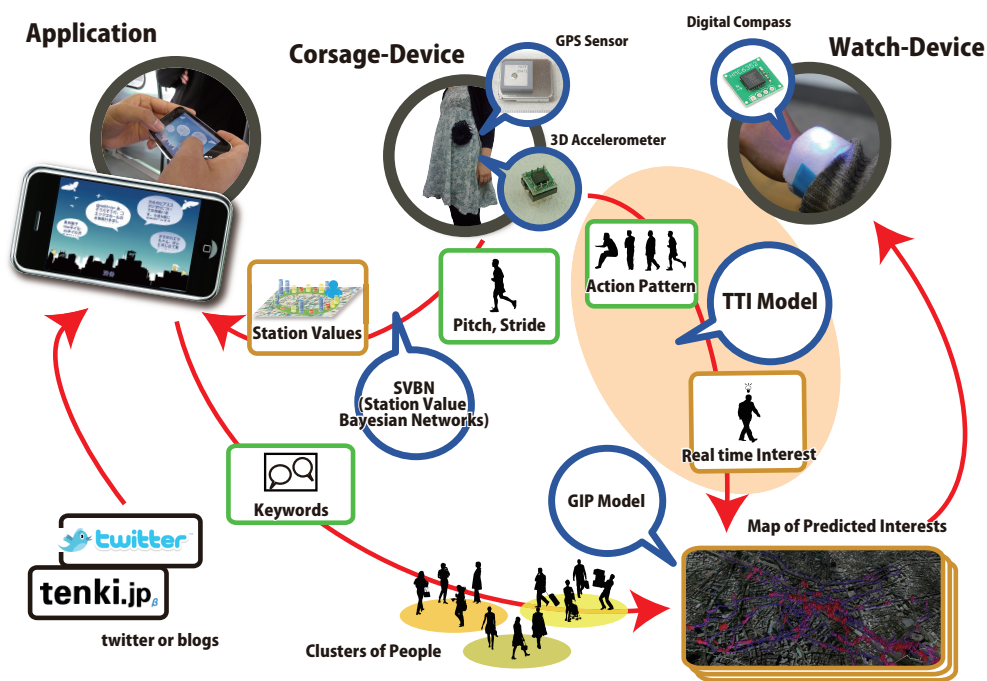 Application
Corsage-Device
GPS Sensor
3D Accelerometer
Digital Compass
HMC6352
Watch-Device
Action Pattern
TTI Model
Station Values
Pitch, Stride
SVBN
(Station Value
Bayesian Networks)
Real time Interest
Keywords
GIP Model
Map of Predicted Interests
twitter
tenki.jp β
twitter or blogs
Clusters of People